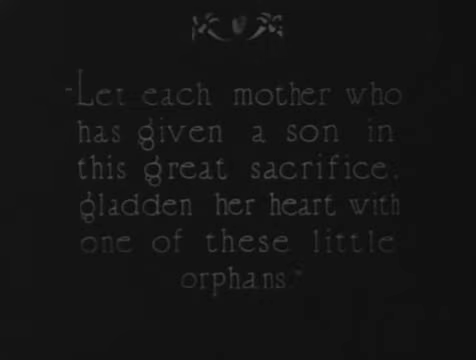 "Let each mother who
has given a son in
this great sacrifice,
gladden her heart with
one of these little
orphans."